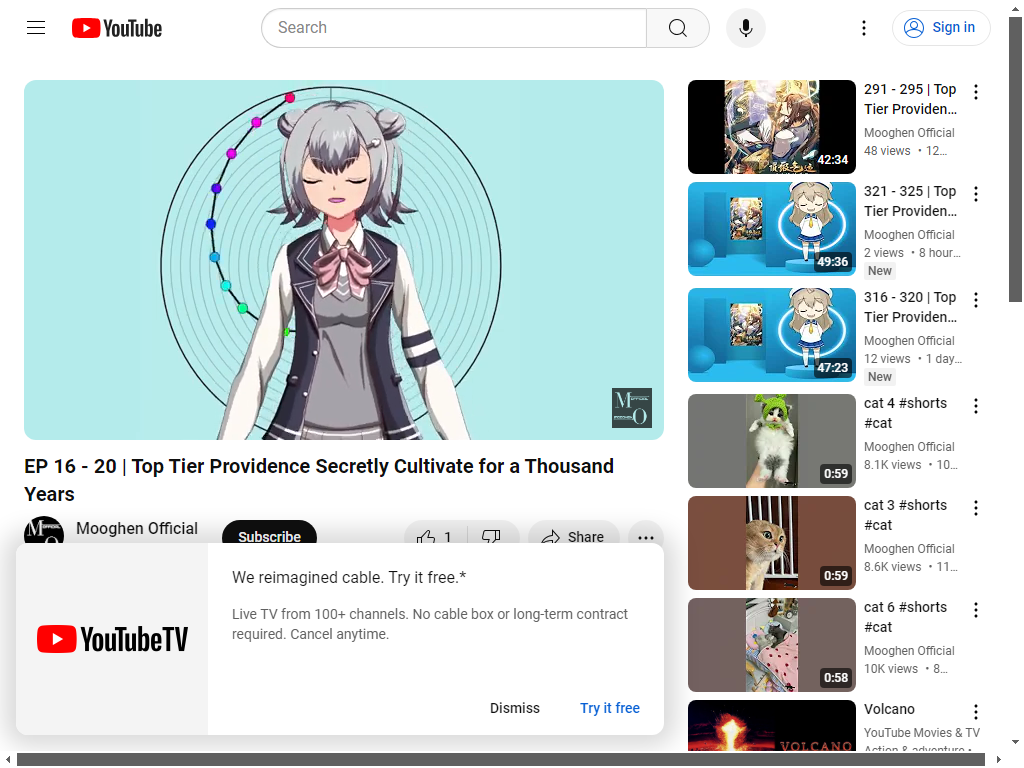 YouTube
Search
Sign in
M OFFICIAL
MOOGHEN O
EP 16 - 20 | Top Tier Providence Secretly Cultivate for a Thousand
Years
Mooghen Official
Subscribe
1
Share
YouTubeTV
We reimagined cable. Try it free.*
Live TV from 100+ channels. No cable box or long-term contract
required. Cancel anytime.
Dismiss
Try it free
42:34
291 - 295 | Top
Tier Providen...
Mooghen Official
48 views • 12...
49:36
321 - 325 | Top
Tier Providen...
Mooghen Official
2 views • 8 hour...
New
47:23
316 - 320 | Top
Tier Providen...
Mooghen Official
12 views • 1 day...
New
0:59
cat 4 #shorts
#cat
Mooghen Official
8.1K views • 10...
0:59
cat 3 #shorts
#cat
Mooghen Official
8.6K views • 11...
0:58
cat 6 #shorts
#cat
Mooghen Official
10K views • 8...
VOLCANO
Volcano
YouTube Movies & TV
Action & adventure •